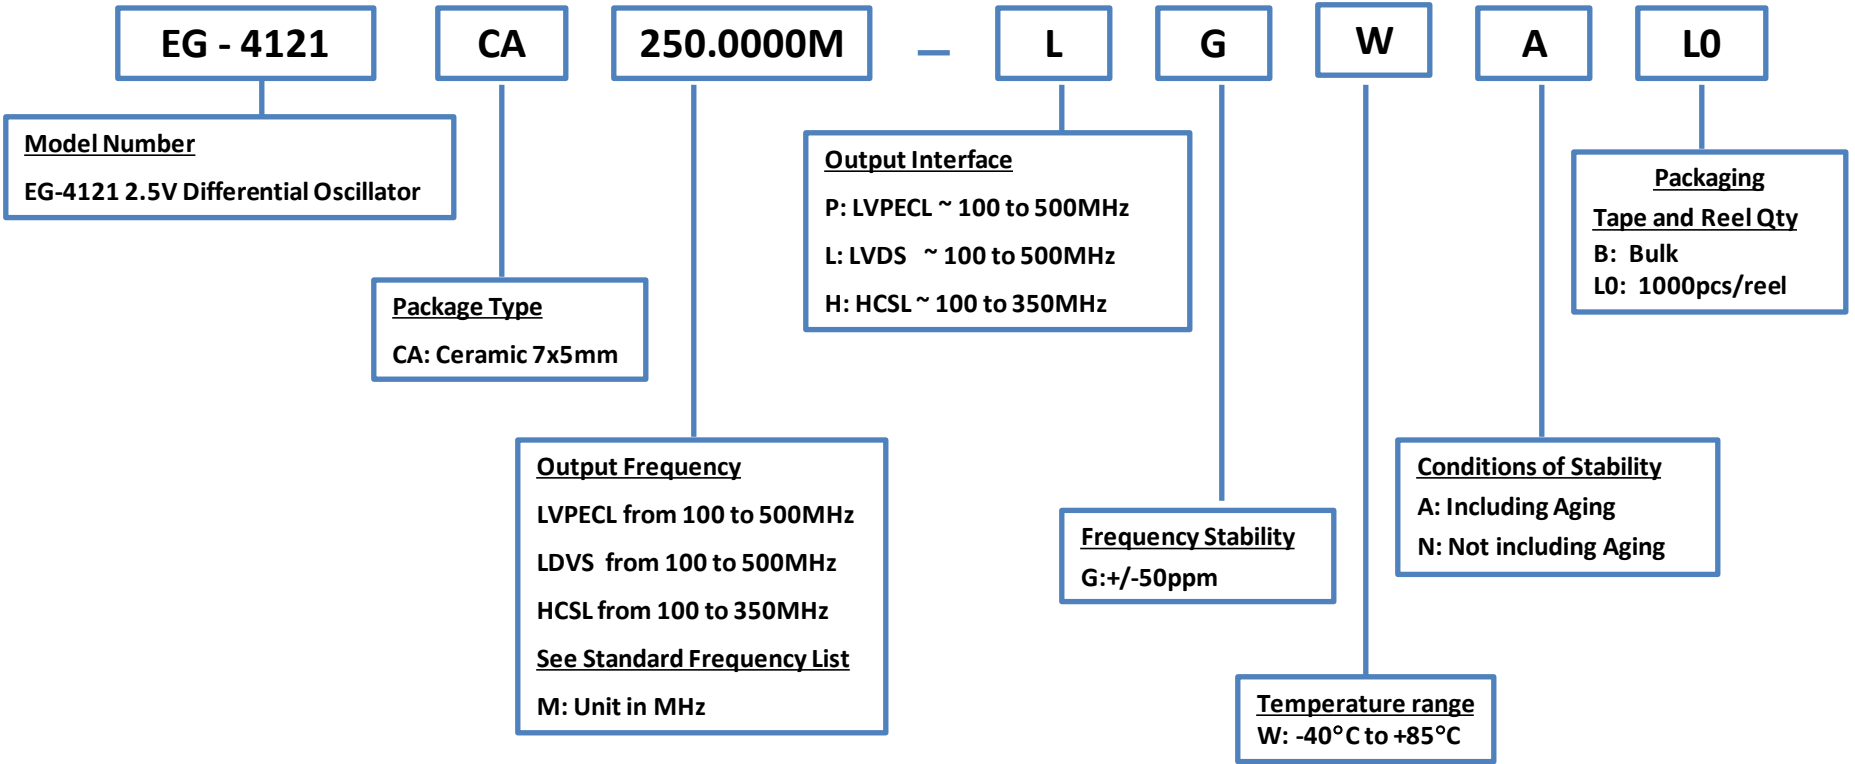 EG - 4121 CA 250.0000M – L G W A L0
Model Number
EG-4121 2.5V Differential Oscillator
Package Type
CA: Ceramic 7x5mm
Output Frequency
LVPECL from 100 to 500MHz
LDVS from 100 to 500MHz
HCSL from 100 to 350MHz
See Standard Frequency List
M: Unit in MHz
Output Interface
P: LVPECL ~ 100 to 500MHz
L: LVDS ~ 100 to 500MHz
H: HCSL ~ 100 to 350MHz
Frequency Stability
G:+/-50ppm
Temperature range
W: -40°C to +85°C
Conditions of Stability
A: Including Aging
N: Not including Aging
Packaging
Tape and Reel Qty
B: Bulk
L0: 1000pcs/reel